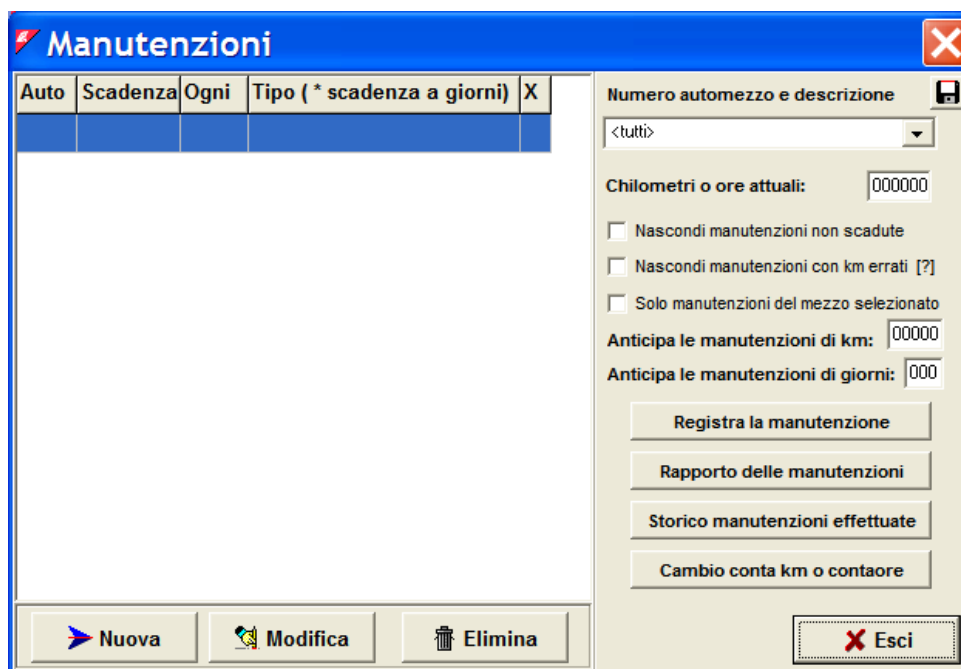 Manutenzioni
Auto Scadenza Ogni Tipo ( * scadenza a giorni) X
Numero automezzo e descrizione
<tutti>
Chilometri o ore attuali: 000000
Nascondi manutenzioni non scadute
Nascondi manutenzioni con km errati [?]
Solo manutenzioni del mezzo selezionato
Anticipa le manutenzioni di km: 00000
Anticipa le manutenzioni di giorni: 000
Registra la manutenzione
Rapporto delle manutenzioni
Storico manutenzioni effettuate
Cambio conta km o contaore
Nuova Modifica Elimina
Esci